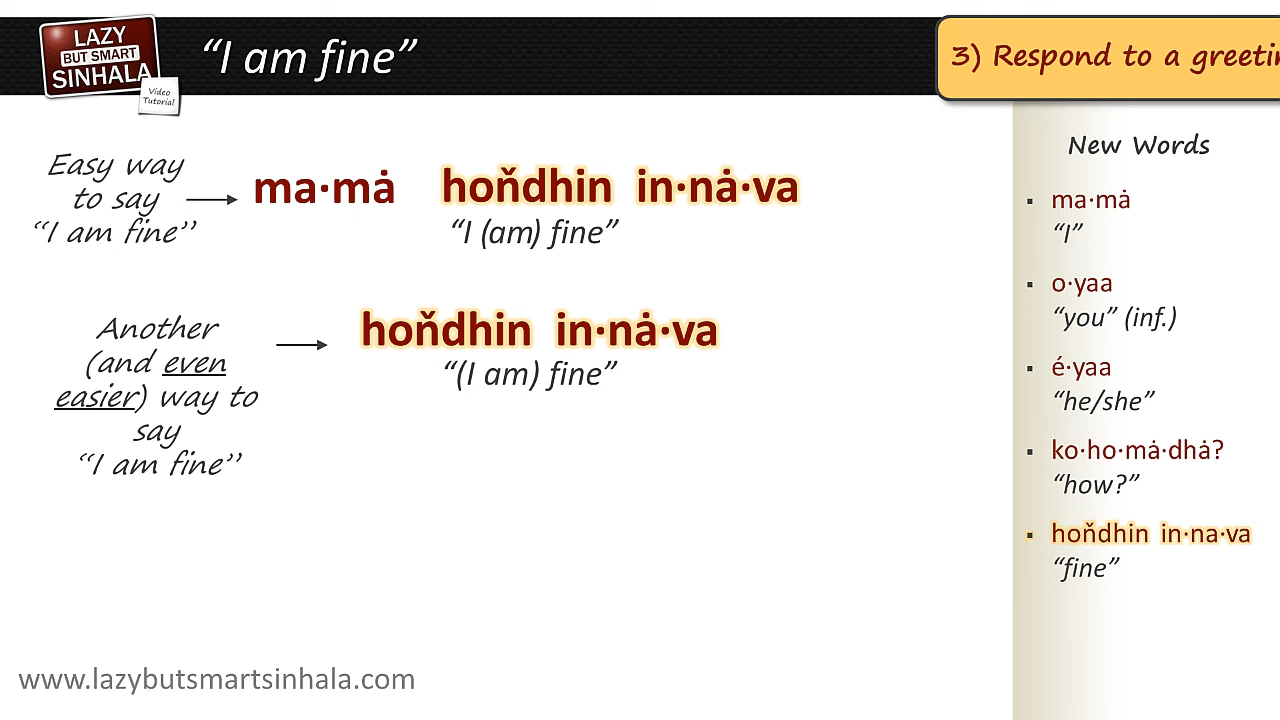 LAZY
BUT SMART
SINHALA
Video
Tutorial
“I am fine”
3) Respond to a greetin
Easy way
to say
“I am fine”
ma·mȧ hoňdhin in·nȧ·va
“I (am) fine”
Another
(and even
easier) way to
say
“I am fine”
hoňdhin in·nȧ·va
“(I am) fine”
New Words
▪ ma·mȧ
“I”
▪ o·yaa
“you” (inf.)
▪ é·yaa
“he/she”
▪ ko·ho·mȧ·dhȧ?
“how?”
▪ hoňdhin in·na·va
“fine”
www.lazybutsmartsinhala.com